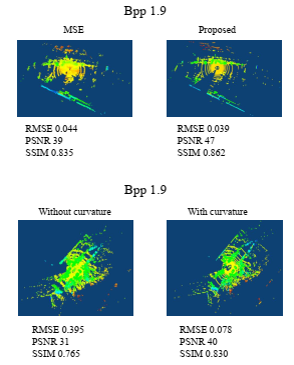 Bpp 1.9
MSE Proposed
RMSE 0.044 RMSE 0.039
PSNR 39 PSNR 47
SSIM 0.835 SSIM 0.862
Bpp 1.9
Without curvature With curvature
RMSE 0.395 RMSE 0.078
PSNR 31 PSNR 40
SSIM 0.765 SSIM 0.830